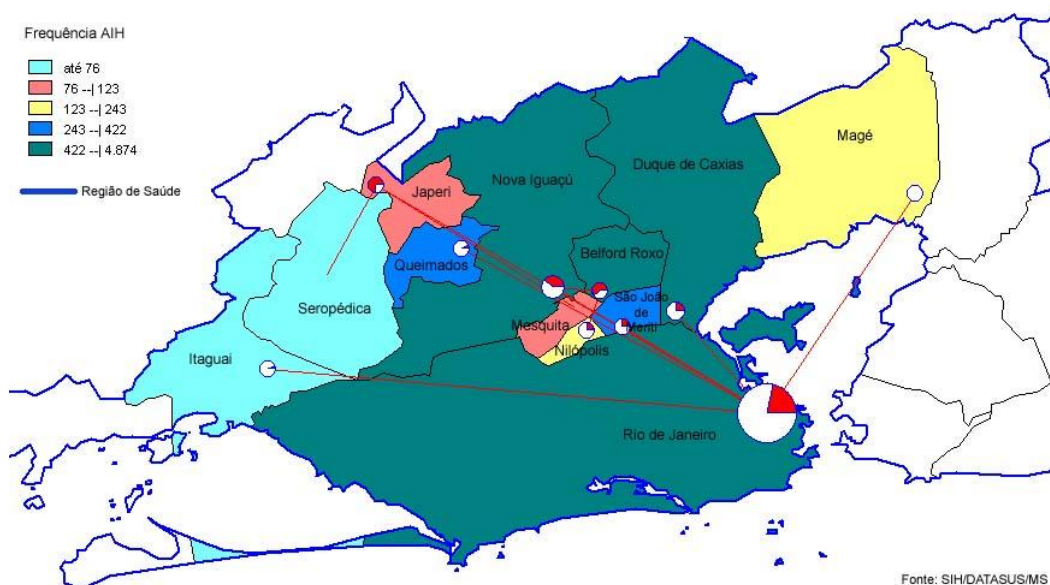 Frequência AIH
até 76
76 --| 123
123 --| 243
243 --| 422
422 --| 4.874
Região de Saúde
Magé
Duque de Caxias
Nova Iguaçú
Japeri
Belford Roxo
Queimados
Seropédica
São João
de
Meriti
Mesquita
Nilópolis
Itaguai
Rio de Janeiro
Fonte: SIH/DATASUS/MS